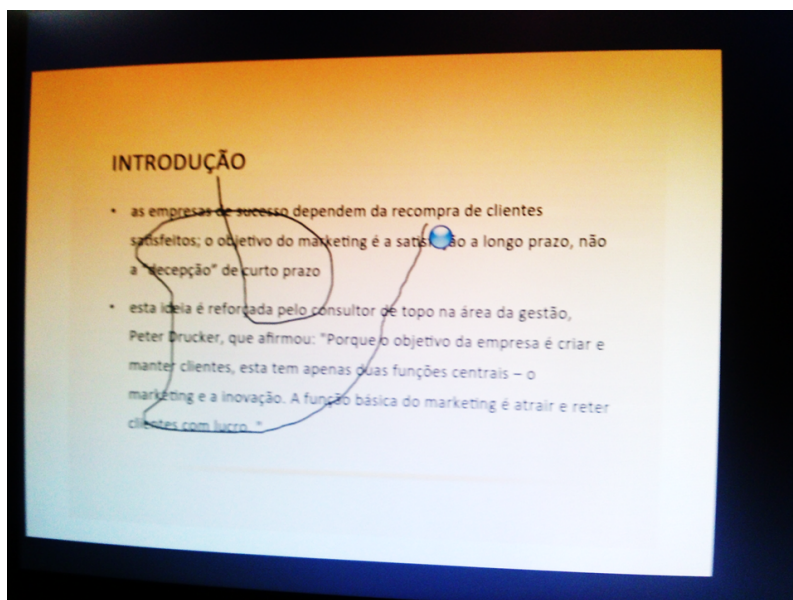 INTRODUÇÃO
• as empresas de sucesso dependem da recompra de clientes
satisfeitos; o objetivo do marketing é a satisfação a longo prazo, não
a "decepção" de curto prazo
• esta ideia é reforçada pelo consultor de topo na área da gestão,
Peter Drucker, que afirmou: "Porque o objetivo da empresa é criar e
manter clientes, esta tem apenas duas funções centrais – o
marketing e a inovação. A função básica do marketing é atrair e reter
clientes com lucro. "